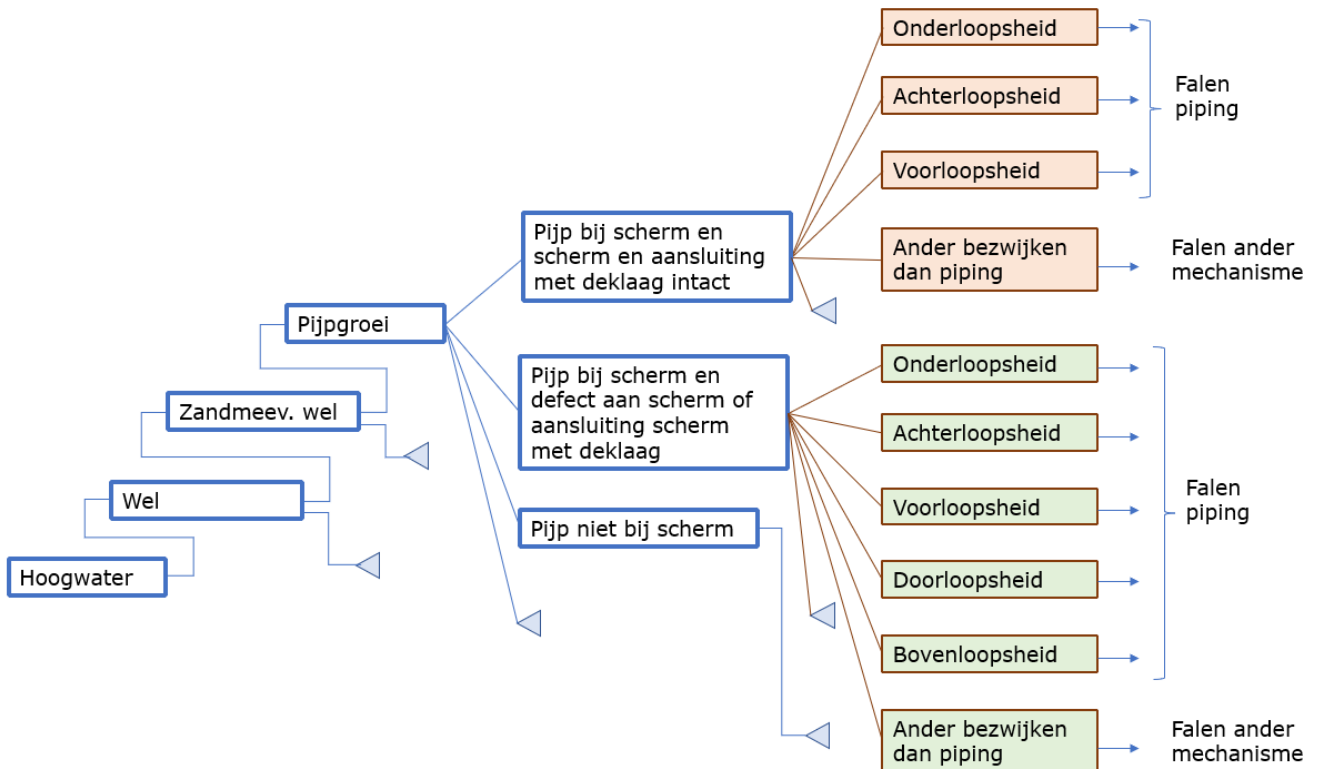 Hoogwater
Wel
Zandmeev. wel
Pijpgroei
Pijp bij scherm en
scherm en aansluiting
met deklaag intact
Pijp bij scherm en
defect aan scherm of
aansluiting scherm
met deklaag
Pijp niet bij scherm
Onderloopsheid
Achterloopsheid
Voorloopsheid
Falen
piping
Ander bezwijken
dan piping
Falen ander
mechanisme
Onderloopsheid
Achterloopsheid
Voorloopsheid
Doorloopsheid
Bovenloopsheid
Falen
piping
Ander bezwijken
dan piping
Falen ander
mechanisme